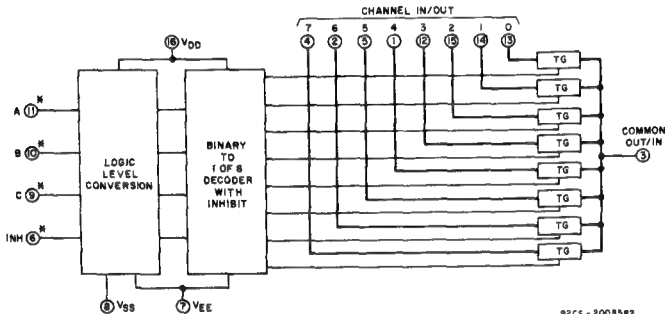 CHANNEL IN/OUT
7 6 5 4 3 2 1 0
4 2 5 1 12 15 14 13
16 VDD
TG
TG
TG
TG
TG
TG
TG
TG
A 11 *
B 10 *
C 9 *
INH 6 *
LOGIC
LEVEL
CONVERSION
BINARY
TO
1 OF 8
DECODER
WITH
INHIBIT
COMMON
OUT/IN
3
8 VSS
7 VEE